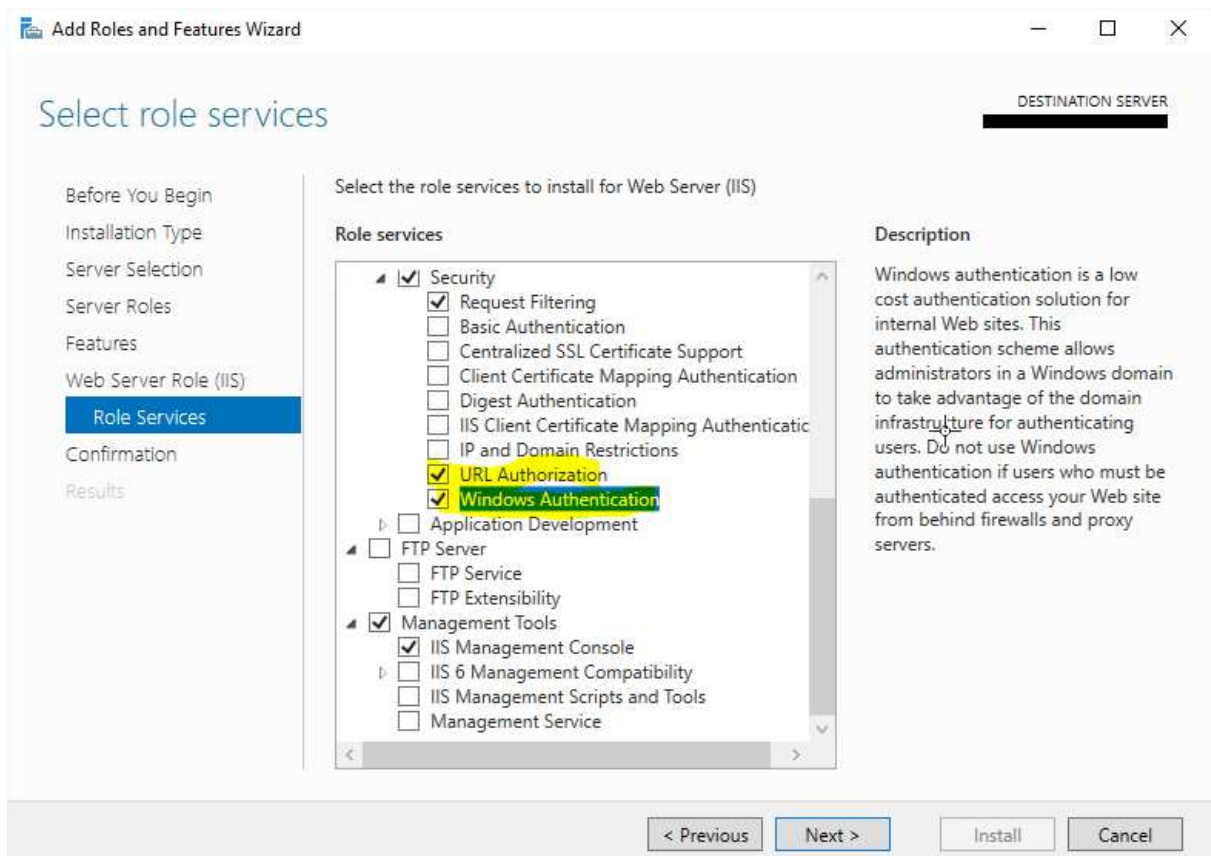 Add Roles and Features Wizard
Select role services
DESTINATION SERVER
Before You Begin
Installation Type
Server Selection
Server Roles
Features
Web Server Role (IIS)
Role Services
Confirmation
Results
Select the role services to install for Web Server (IIS)
Role services
Security
Request Filtering
Basic Authentication
Centralized SSL Certificate Support
Client Certificate Mapping Authentication
Digest Authentication
IIS Client Certificate Mapping Authenticatic
IP and Domain Restrictions
URL Authorization
Windows Authentication
Application Development
FTP Server
FTP Service
FTP Extensibility
Management Tools
IIS Management Console
IIS 6 Management Compatibility
IIS Management Scripts and Tools
Management Service
Description
Windows authentication is a low
cost authentication solution for
internal Web sites. This
authentication scheme allows
administrators in a Windows domain
to take advantage of the domain
infrastructure for authenticating
users. Do not use Windows
authentication if users who must be
authenticated access your Web site
from behind firewalls and proxy
servers.
< Previous
Next >
Install
Cancel